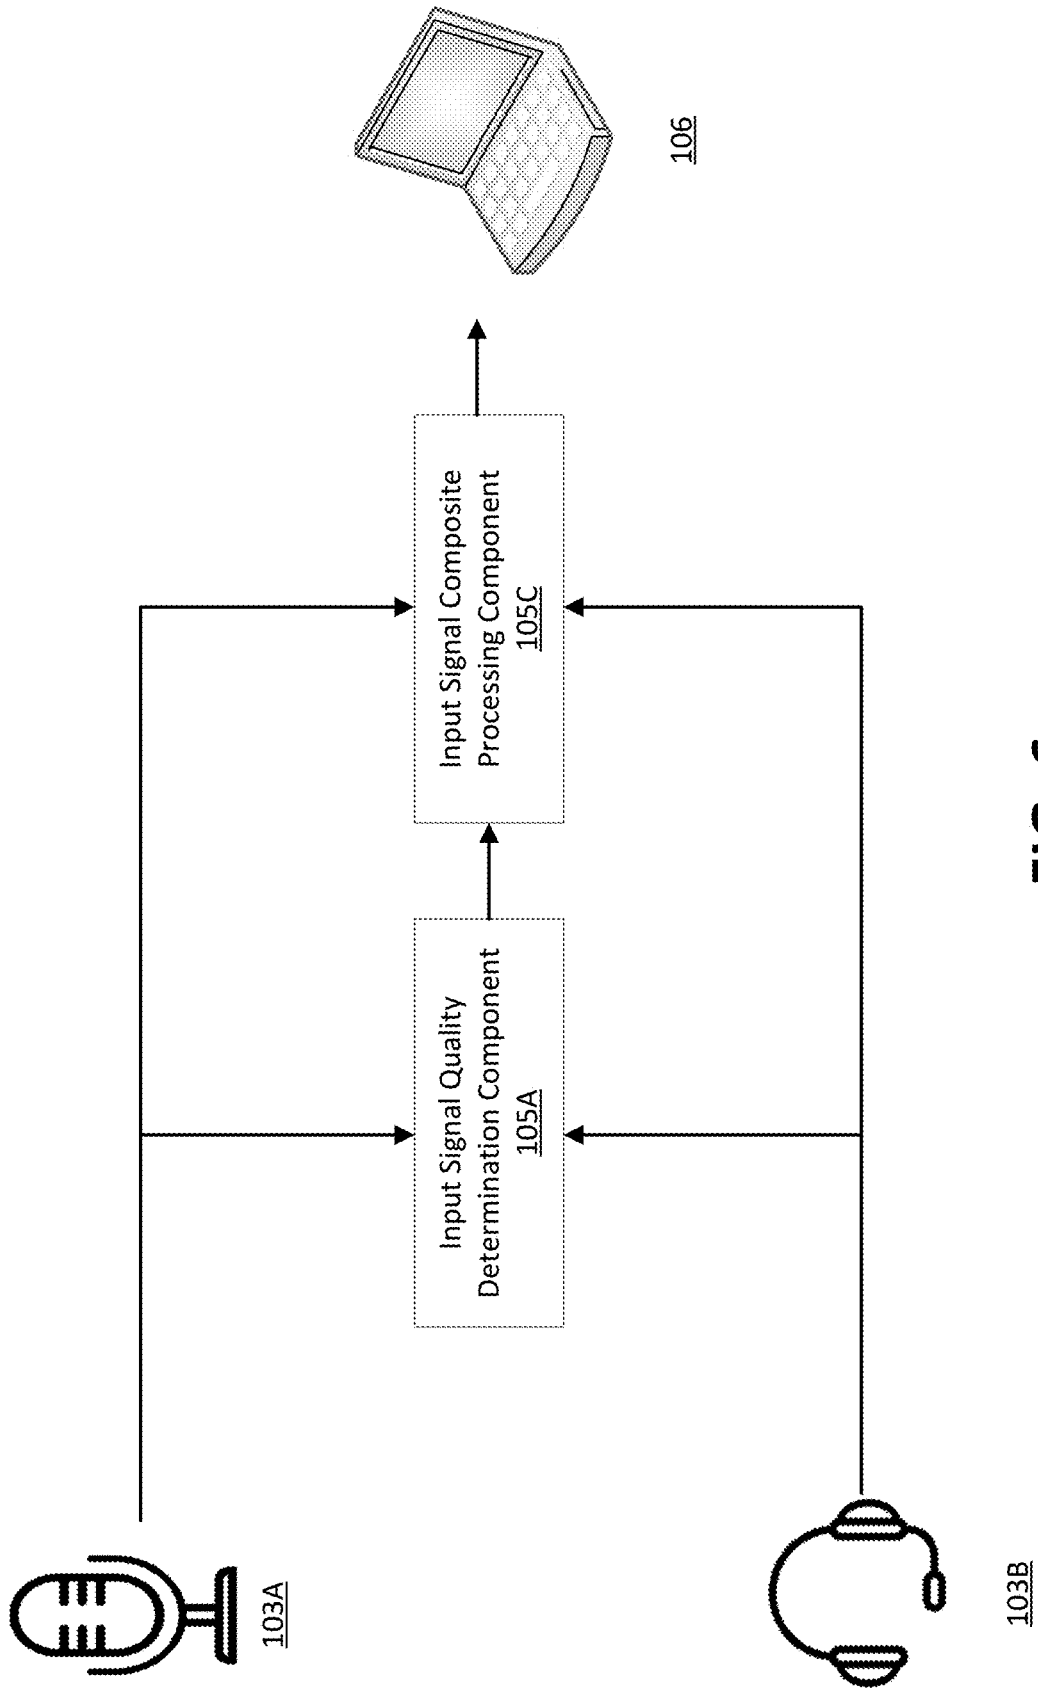 103A
103B
Input Signal Quality
Determination Component
105A
Input Signal Composite
Processing Component
105C
106